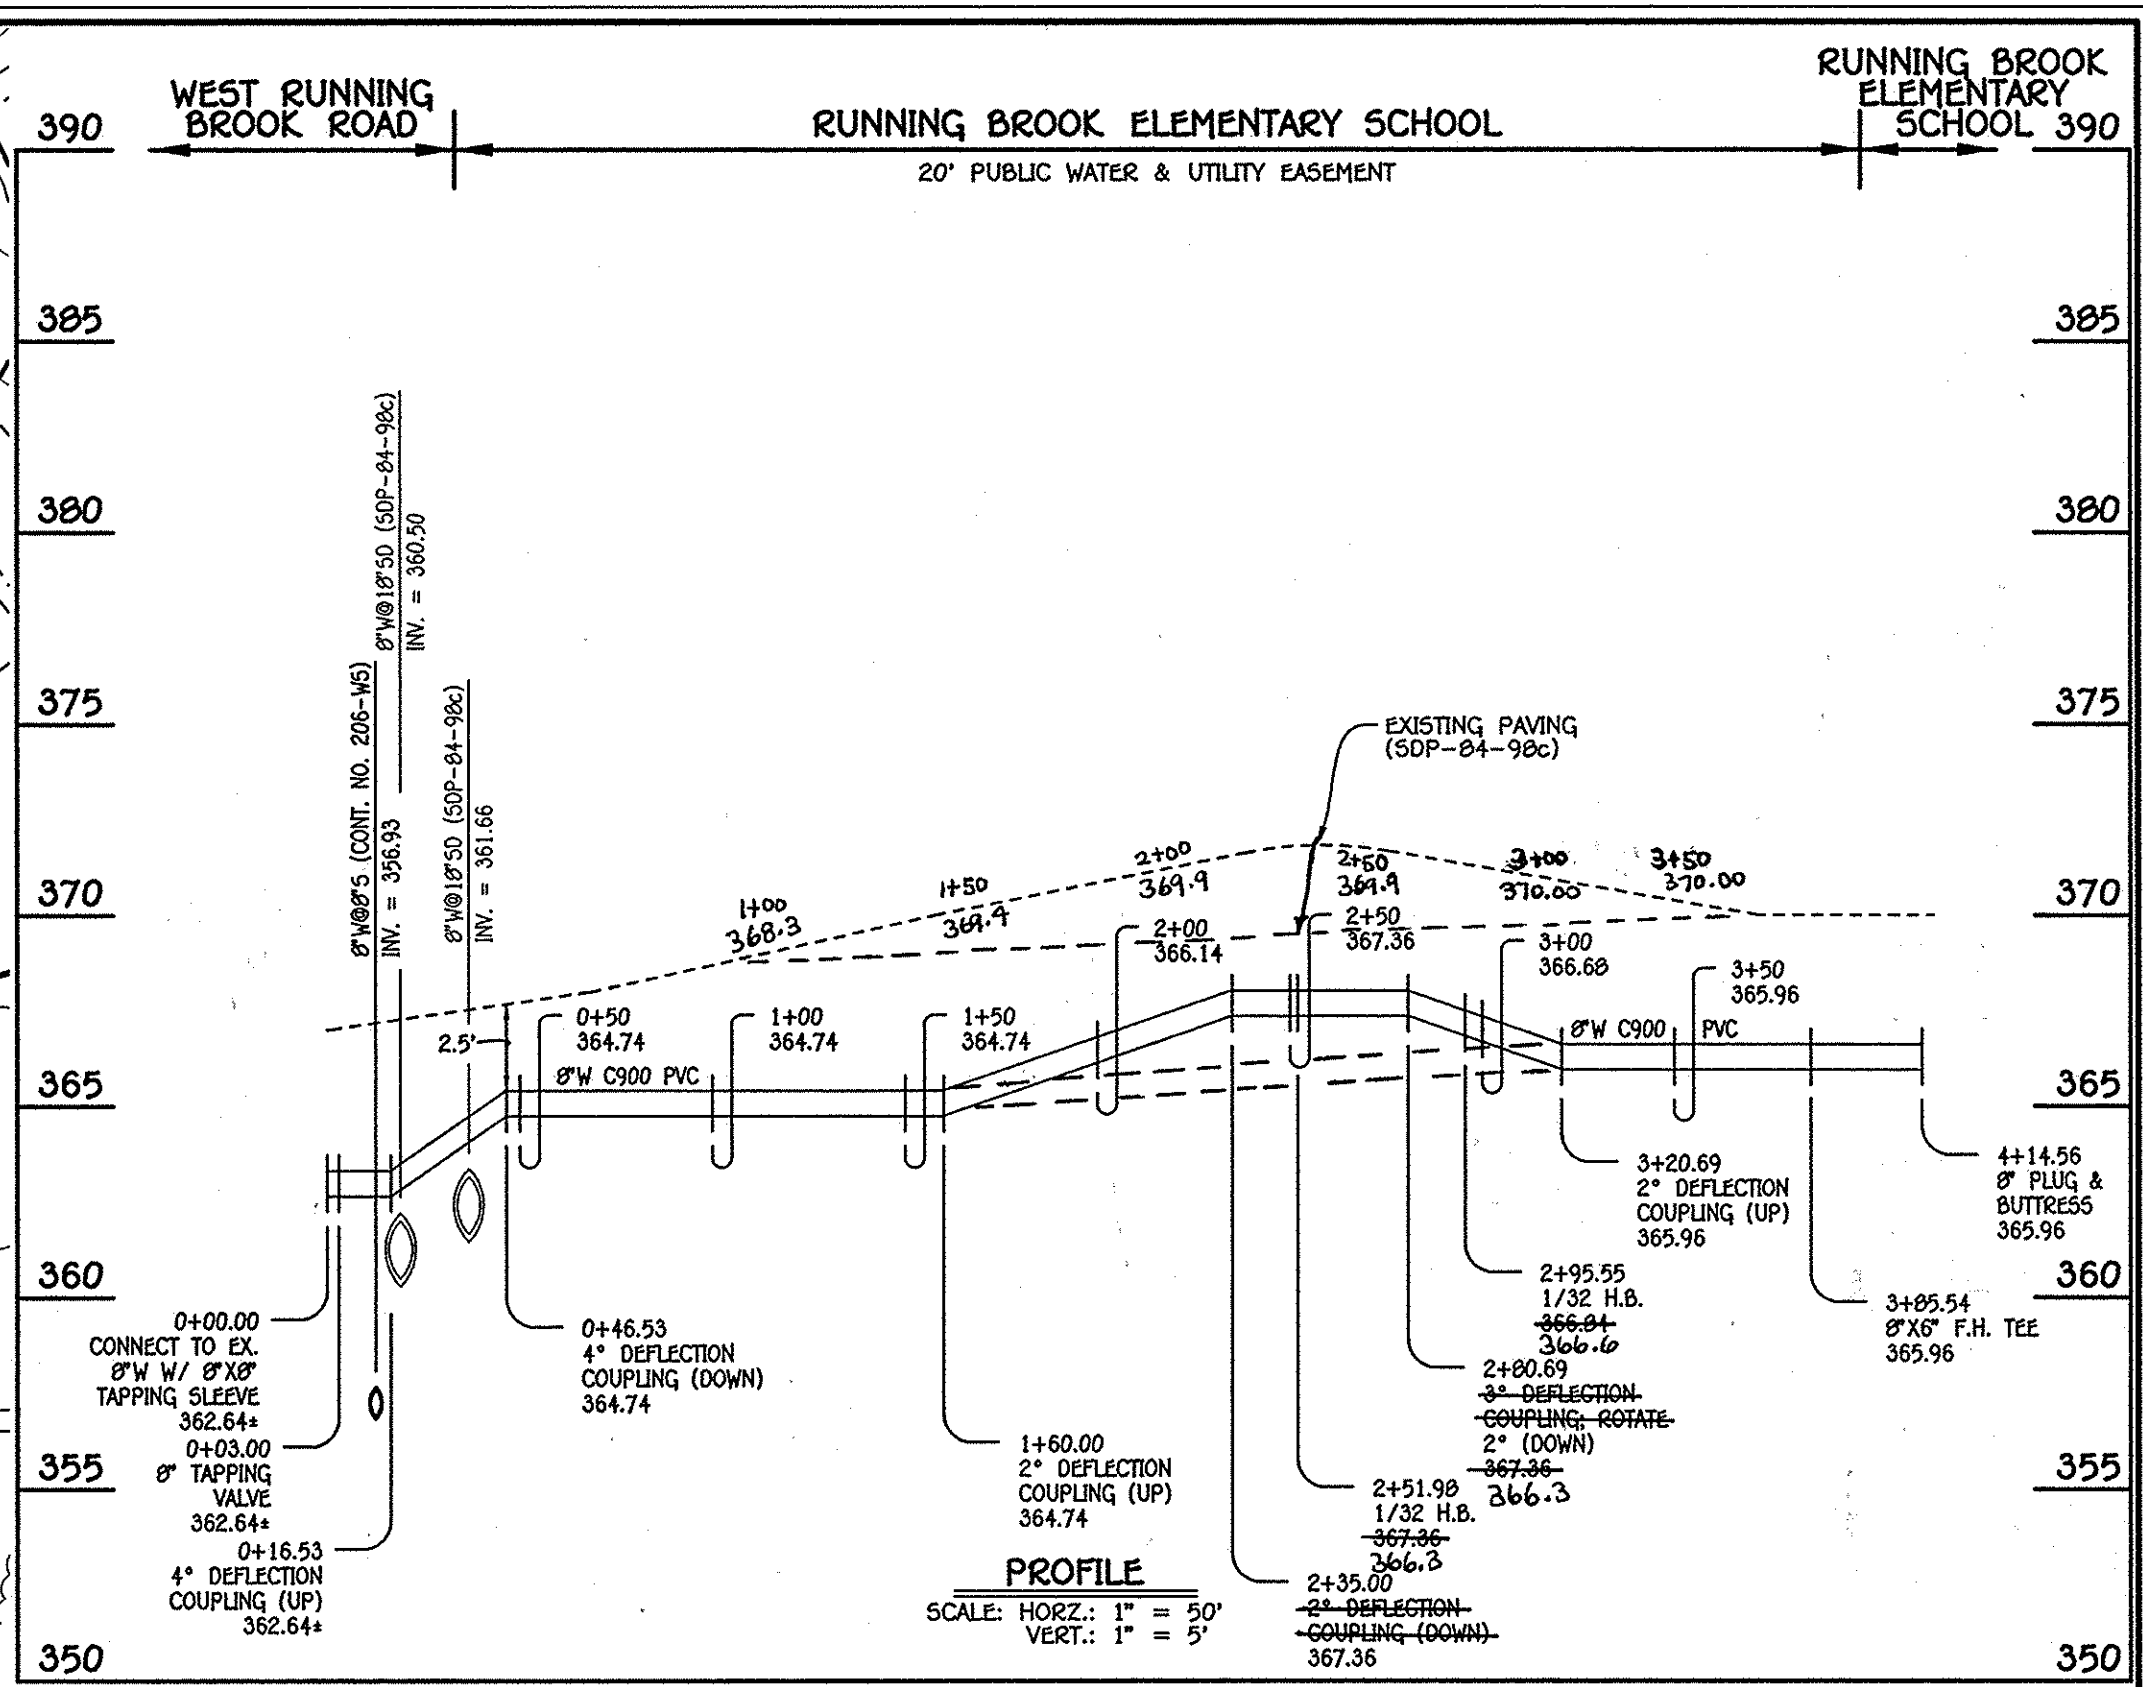 WEST RUNNING
BROOK ROAD
RUNNING BROOK ELEMENTARY SCHOOL
20' PUBLIC WATER & UTILITY EASEMENT
RUNNING BROOK
ELEMENTARY
SCHOOL
390
390
385
385
380
380
375
375
370
370
365
365
360
360
355
355
350
350
8"W@8"S (CONT. NO. 206-WS)
INV. = 356.93
8"W@18"SD (SDP-84-98c)
INV. = 360.50
8"W@18"SD (SDP-84-98c)
INV. = 361.66
EXISTING PAVING
(SDP-84-98c)
1+00
368.3
1+50
369.4
2+00
369.9
2+50
369.9
3+00
370.00
3+50
370.00
2.5'
0+50
364.74
1+00
364.74
1+50
364.74
2+00
366.14
2+50
367.36
3+00
366.68
3+50
365.96
8"W C900 PVC
8"W C900 PVC
0+00.00
CONNECT TO EX.
8"W W/ 8"X8"
TAPPING SLEEVE
362.64±
0+03.00
8" TAPPING
VALVE
362.64±
0+16.53
4° DEFLECTION
COUPLING (UP)
362.64±
0+46.53
4° DEFLECTION
COUPLING (DOWN)
364.74
1+60.00
2° DEFLECTION
COUPLING (UP)
364.74
2+35.00
2° DEFLECTION
COUPLING (DOWN)
367.36
2+51.98
1/32 H.B.
367.36
366.3
2+80.69
3° DEFLECTION
COUPLING; ROTATE
2° (DOWN)
367.36
366.3
2+95.55
1/32 H.B.
366.84
366.6
3+20.69
2° DEFLECTION
COUPLING (UP)
365.96
3+85.54
8"X6" F.H. TEE
365.96
4+14.56
8" PLUG &
BUTTRESS
365.96
PROFILE
SCALE: HORZ.: 1" = 50'
VERT.: 1" = 5'